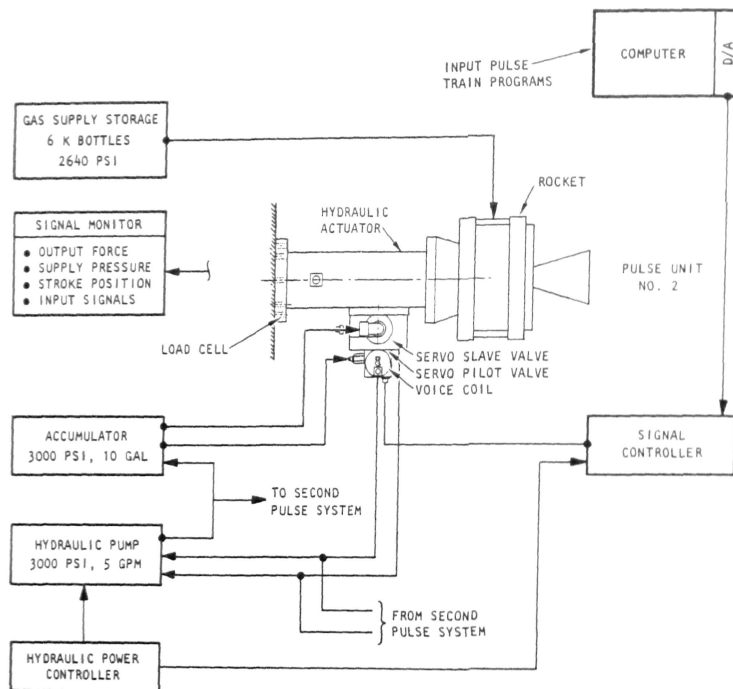 INPUT PULSE
TRAIN PROGRAMS
COMPUTER
D/A
GAS SUPPLY STORAGE
6 K BOTTLES
2640 PSI
ROCKET
HYDRAULIC
ACTUATOR
SIGNAL MONITOR
● OUTPUT FORCE
● SUPPLY PRESSURE
● STROKE POSITION
● INPUT SIGNALS
PULSE UNIT
NO. 2
LOAD CELL
SERVO SLAVE VALVE
SERVO PILOT VALVE
VOICE COIL
ACCUMULATOR
3000 PSI, 10 GAL
SIGNAL
CONTROLLER
TO SECOND
PULSE SYSTEM
HYDRAULIC PUMP
3000 PSI, 5 GPM
FROM SECOND
PULSE SYSTEM
HYDRAULIC POWER
CONTROLLER